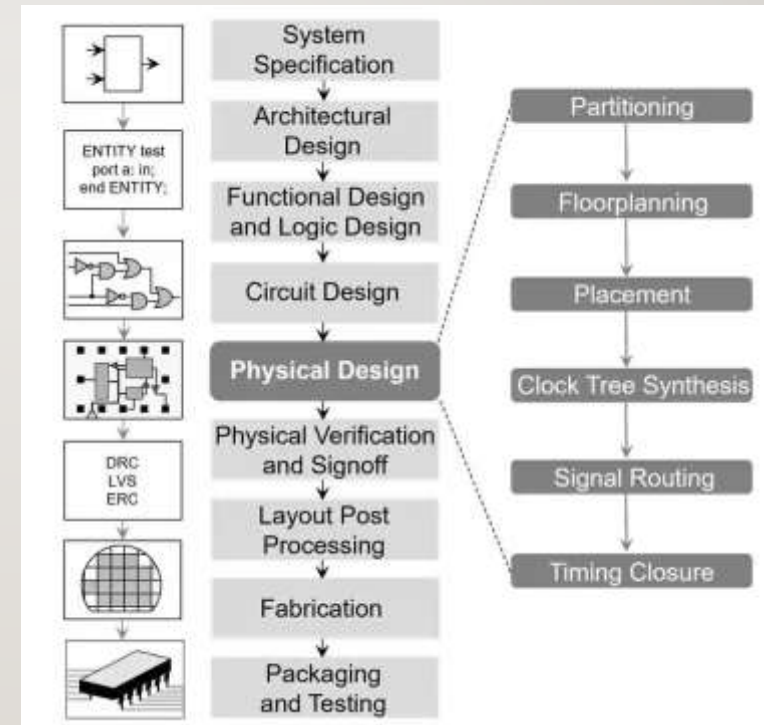 ENTITY test
port a: in;
end ENTITY;
DRC
LVS
ERC
System
Specification
Architectural
Design
Functional Design
and Logic Design
Circuit Design
Physical Design
Physical Verification
and Signoff
Layout Post
Processing
Fabrication
Packaging
and Testing
Partitioning
Floorplanning
Placement
Clock Tree Synthesis
Signal Routing
Timing Closure